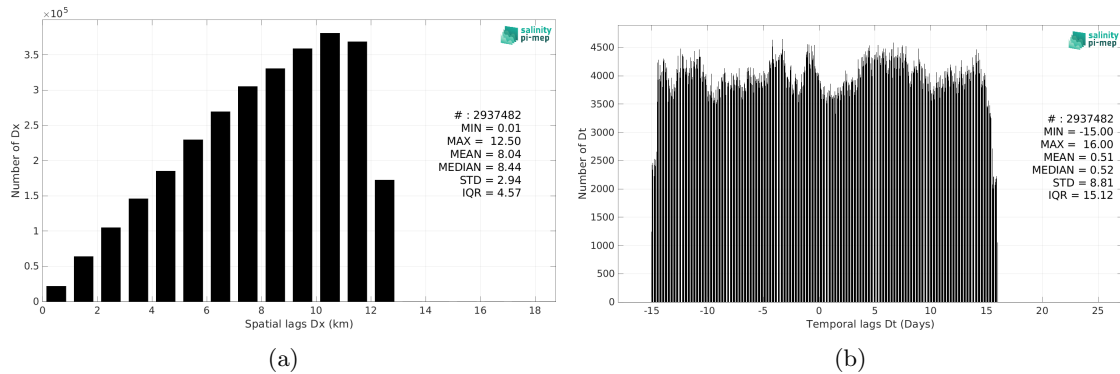 ×10⁵
salinity
pi-mep
3.5
3
2.5
2
1.5
1
0.5
0
Number of Dx
# : 2937482
MIN = 0.01
MAX = 12.50
MEAN = 8.04
MEDIAN = 8.44
STD = 2.94
IQR = 4.57
0 2 4 6 8 10 12 14 16 18
Spatial lags Dx (km)
(a)
salinity
pi-mep
4500
4000
3500
3000
2500
2000
1500
1000
500
0
Number of Dt
# : 2937482
MIN = -15.00
MAX = 16.00
MEAN = 0.51
MEDIAN = 0.52
STD = 8.81
IQR = 15.12
-15 -10 -5 0 5 10 15 20 25
Temporal lags Dt (Days)
(b)